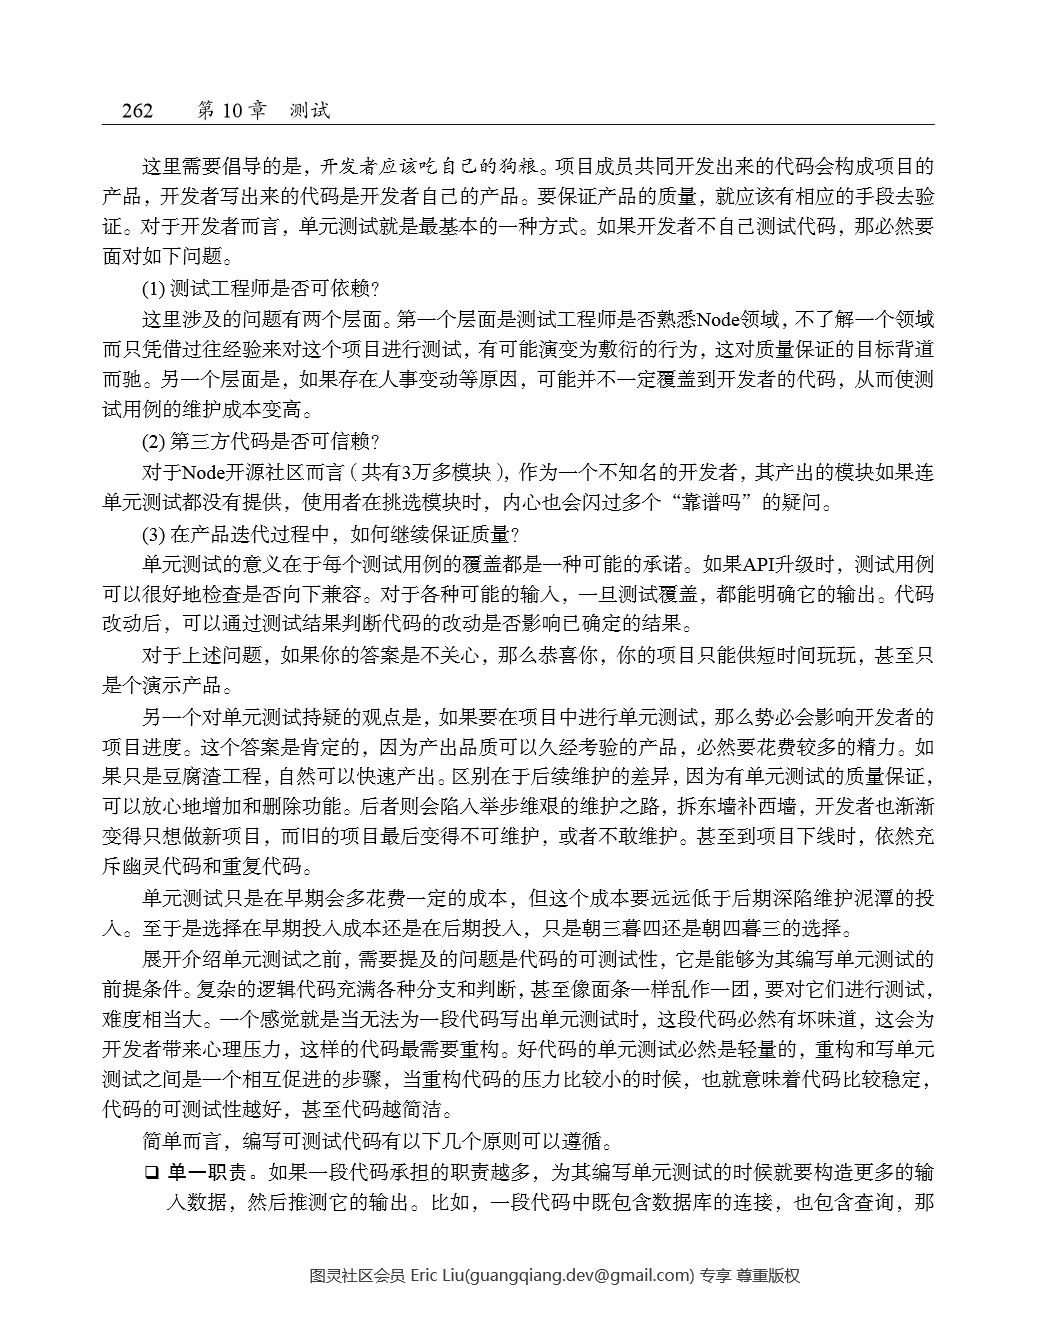 262 第 10 章 测试
这里需要倡导的是，开发者应该吃自己的狗粮。项目成员共同开发出来的代码会构成项目的
产品，开发者写出来的代码是开发者自己的产品。要保证产品的质量，就应该有相应的手段去验
证。对于开发者而言，单元测试就是最基本的一种方式。如果开发者不自己测试代码，那必然要
面对如下问题。
(1) 测试工程师是否可依赖？
这里涉及的问题有两个层面。第一个层面是测试工程师是否熟悉Node领域，不了解一个领域
而只凭借过往经验来对这个项目进行测试，有可能演变为敷衍的行为，这对质量保证的目标背道
而驰。另一个层面是，如果存在人事变动等原因，可能并不一定覆盖到开发者的代码，从而使测
试用例的维护成本变高。
(2) 第三方代码是否可信赖？
对于Node开源社区而言（共有3万多模块），作为一个不知名的开发者，其产出的模块如果连
单元测试都没有提供，使用者在挑选模块时，内心也会闪过多个“靠谱吗”的疑问。
(3) 在产品迭代过程中，如何继续保证质量？
单元测试的意义在于每个测试用例的覆盖都是一种可能的承诺。如果API升级时，测试用例
可以很好地检查是否向下兼容。对于各种可能的输入，一旦测试覆盖，都能明确它的输出。代码
改动后，可以通过测试结果判断代码的改动是否影响已确定的结果。
对于上述问题，如果你的答案是不关心，那么恭喜你，你的项目只能供短时间玩玩，甚至只
是个演示产品。
另一个对单元测试持疑的观点是，如果要在项目中进行单元测试，那么势必会影响开发者的
项目进度。这个答案是肯定的，因为产出品质可以久经考验的产品，必然要花费较多的精力。如
果只是豆腐渣工程，自然可以快速产出。区别在于后续维护的差异，因为有单元测试的质量保证，
可以放心地增加和删除功能。后者则会陷入举步维艰的维护之路，拆东墙补西墙，开发者也渐渐
变得只想做新项目，而旧的项目最后变得不可维护，或者不敢维护。甚至到项目下线时，依然充
斥幽灵代码和重复代码。
单元测试只是在早期会多花费一定的成本，但这个成本要远远低于后期深陷维护泥潭的投
入。至于是选择在早期投入成本还是在后期投入，只是朝三暮四还是朝四暮三的选择。
展开介绍单元测试之前，需要提及的问题是代码的可测试性，它是能够为其编写单元测试的
前提条件。复杂的逻辑代码充满各种分支和判断，甚至像面条一样乱作一团，要对它们进行测试，
难度相当大。一个感觉就是当无法为一段代码写出单元测试时，这段代码必然有坏味道，这会为
开发者带来心理压力，这样的代码最需要重构。好代码的单元测试必然是轻量的，重构和写单元
测试之间是一个相互促进的步骤，当重构代码的压力比较小的时候，也就意味着代码比较稳定，
代码的可测试性越好，甚至代码越简洁。
简单而言，编写可测试代码有以下几个原则可以遵循。
❑ 单一职责。如果一段代码承担的职责越多，为其编写单元测试的时候就要构造更多的输
入数据，然后推测它的输出。比如，一段代码中既包含数据库的连接，也包含查询，那
图灵社区会员 Eric Liu(guangqiang.dev@gmail.com) 专享 尊重版权